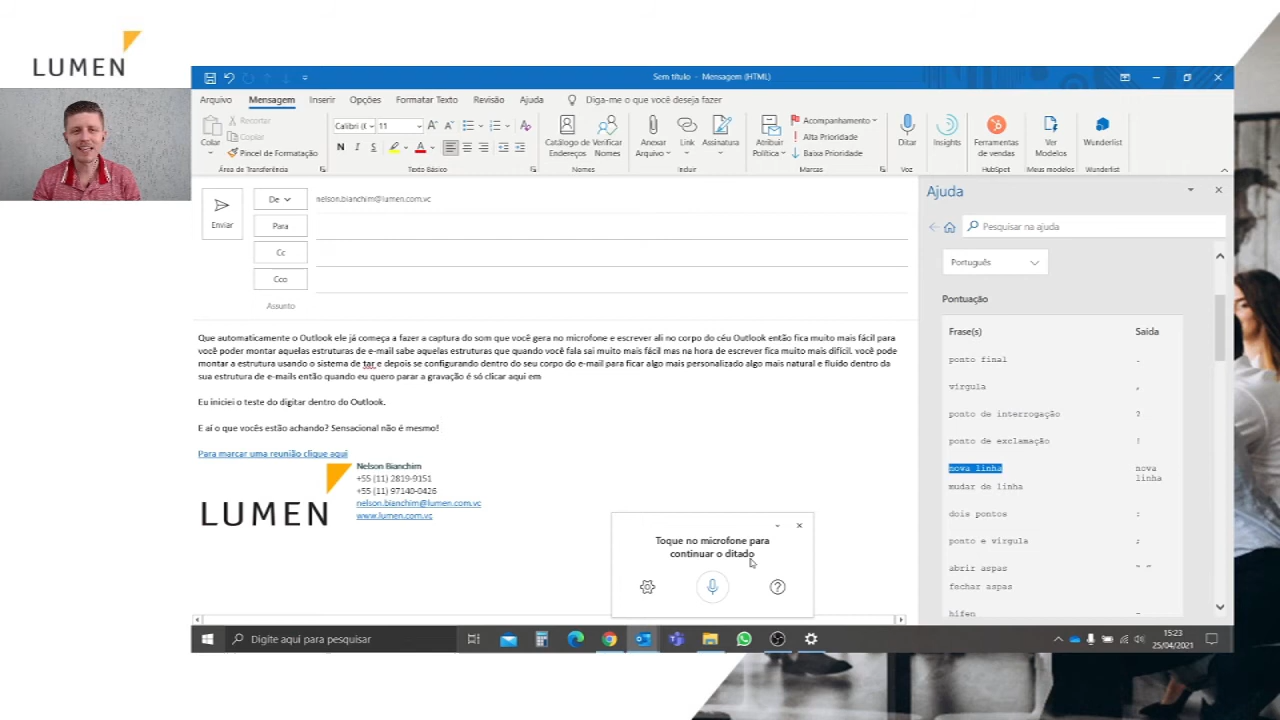 LUMEN
Sem título - Mensagem (HTML)
Arquivo Mensagem Inserir Opções Formatar Texto Revisão Ajuda Diga-me o que você deseja fazer
Colar
Recortar
Copiar
Pincel de Formatação
Área de Transferência
11
N I S
Texto Básico
Catálogo de Endereços
Verificar Nomes
Nomes
Anexar Arquivo
Link
Assinatura
Incluir
Atribuir Política
Acompanhamento
Alta Prioridade
Baixa Prioridade
Marcas
Ditar
Voz
Insights
Ferramentas de vendas
HubSpot
Ver Modelos
Meus modelos
Wunderlist
Wunderlist
Enviar
De
nelson.bianchim@lumen.com.vc
Para
Cc
Cco
Assunto
Que automaticamente o Outlook ele já começa a fazer a captura do som que você gera no microfone e escrever ali no corpo do céu Outlook então fica muito mais fácil para
você poder montar aquelas estruturas de e-mail sabe aquelas estruturas que quando você fala sai muito mais fácil mas na hora de escrever fica muito mais difícil. você pode
montar a estrutura usando o sistema de tar e depois se configurando dentro do seu corpo do e-mail para ficar algo mais personalizado algo mais natural e fluido dentro da
sua estrutura de e-mails então quando eu quero parar a gravação é só clicar aqui em
Eu iniciei o teste do digitar dentro do Outlook.
E aí o que vocês estão achando? Sensacional não é mesmo!
Para marcar uma reunião clique aqui
LUMEN
Nelson Bianchim
+55 (11) 2819-9151
+55 (11) 97140-0426
nelson.bianchim@lumen.com.vc
www.lumen.com.vc
Toque no microfone para
continuar o ditado
Ajuda
Pesquisar na ajuda
Português
Pontuação
Frase(s) Saída
ponto final .
vírgula ,
ponto de interrogação ?
ponto de exclamação !
nova linha nova
linha
mudar de linha
dois pontos :
ponto e vírgula ;
abrir aspas " "
fechar aspas
hífen -
Digite aqui para pesquisar
15:23
25/04/2021